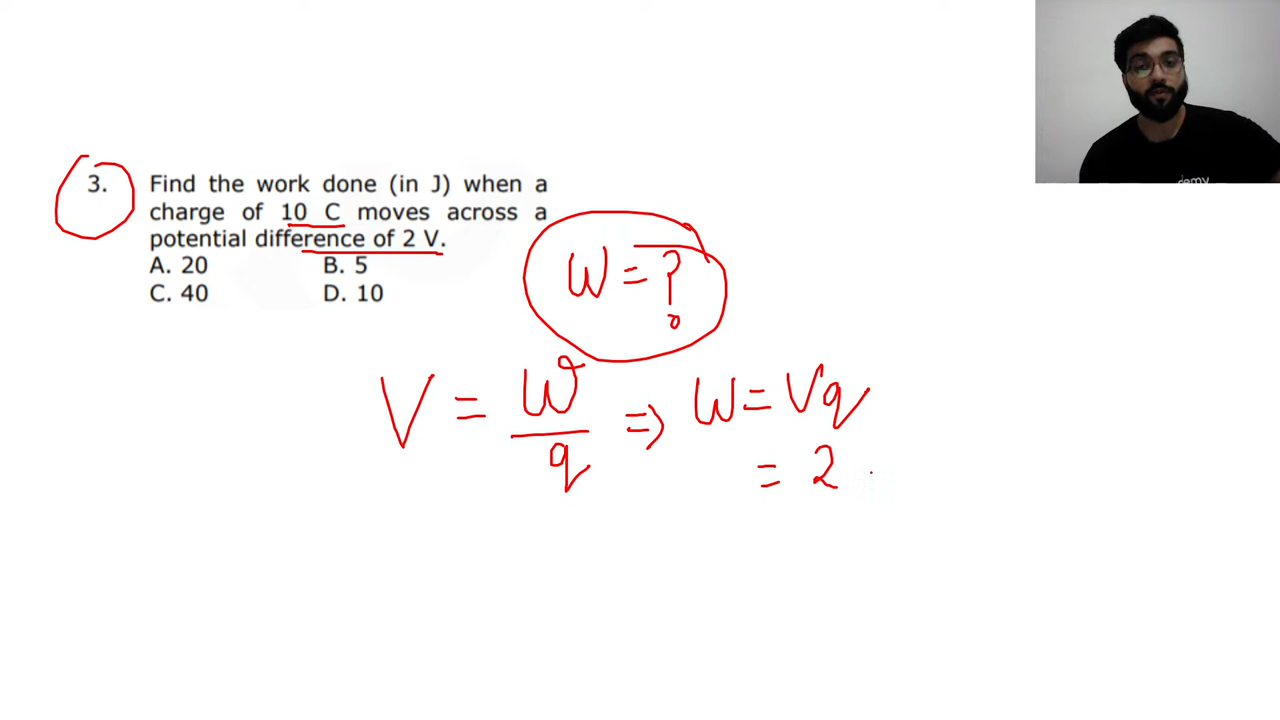 demy
3. Find the work done (in J) when a
charge of 10 C moves across a
potential difference of 2 V.
A. 20 B. 5
C. 40 D. 10
W = ?
V = W/q => W = Vq
= 2